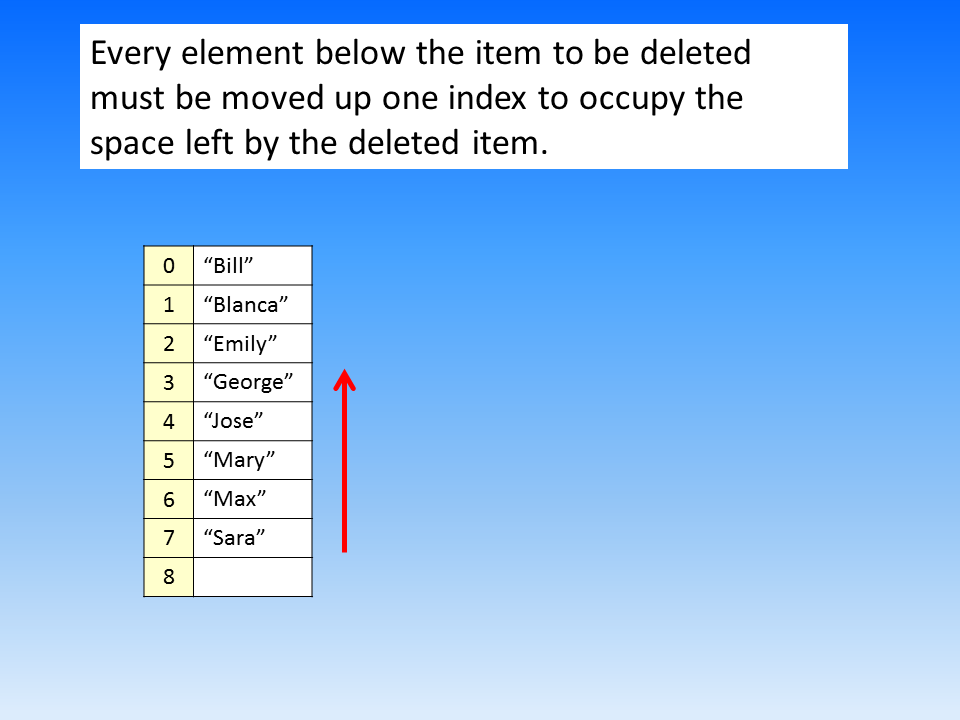 Every element below the item to be deleted
must be moved up one index to occupy the
space left by the deleted item.
0 “Bill”
1 “Blanca”
2 “Emily”
3 “George”
4 “Jose”
5 “Mary”
6 “Max”
7 “Sara”
8